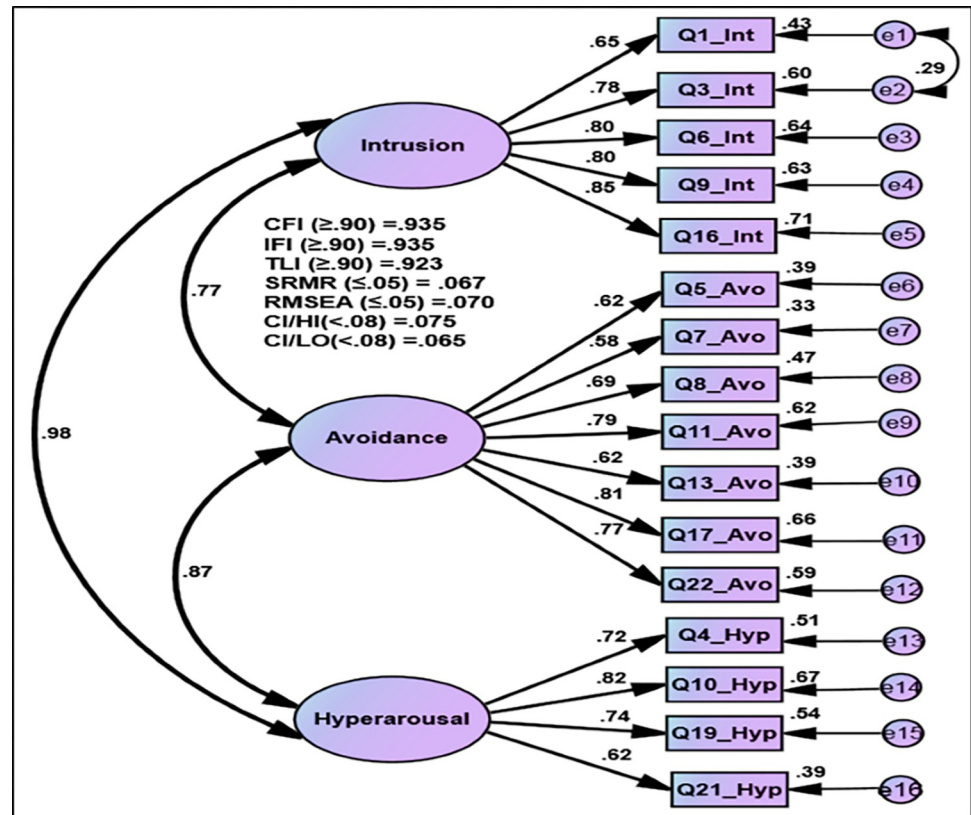 .65
Q1_Int
.43
e1
.29
.78
Q3_Int
.60
e2
Intrusion
.80
Q6_Int
.64
e3
.80
Q9_Int
.63
e4
.85
Q16_Int
.71
e5
CFI (≥.90) =.935
IFI (≥.90) =.935
TLI (≥.90) =.923
SRMR (≤.05) = .067
RMSEA (≤.05) =.070
CI/HI(<.08) =.075
CI/LO(<.08) =.065
.77
.62
Q5_Avo
.39
e6
.58
Q7_Avo
.33
e7
.69
Q8_Avo
.47
e8
Avoidance
.79
Q11_Avo
.62
e9
.98
.62
Q13_Avo
.39
e10
.81
Q17_Avo
.66
e11
.77
Q22_Avo
.59
e12
.87
.72
Q4_Hyp
.51
e13
.82
Q10_Hyp
.67
e14
Hyperarousal
.74
Q19_Hyp
.54
e15
.62
Q21_Hyp
.39
e16